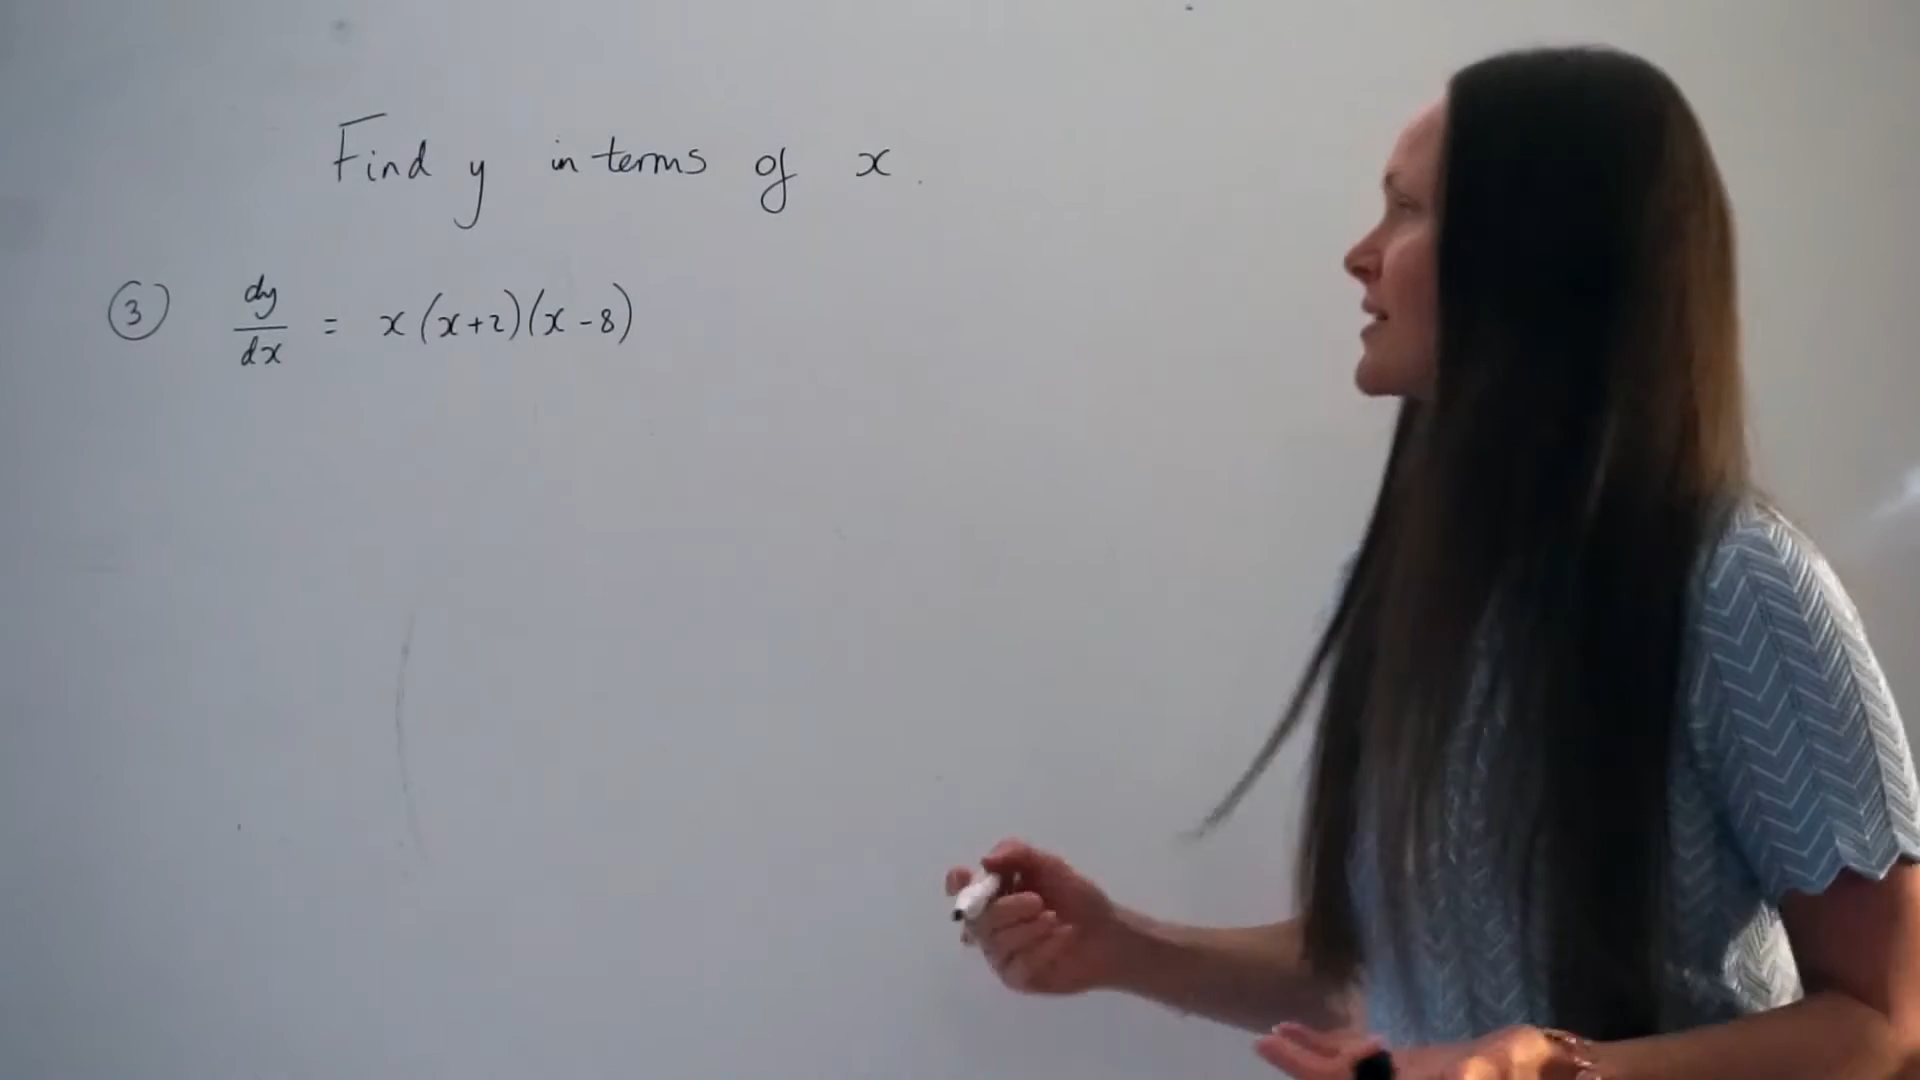 Find y in terms of x.
③ dy/dx = x(x+2)(x-8)